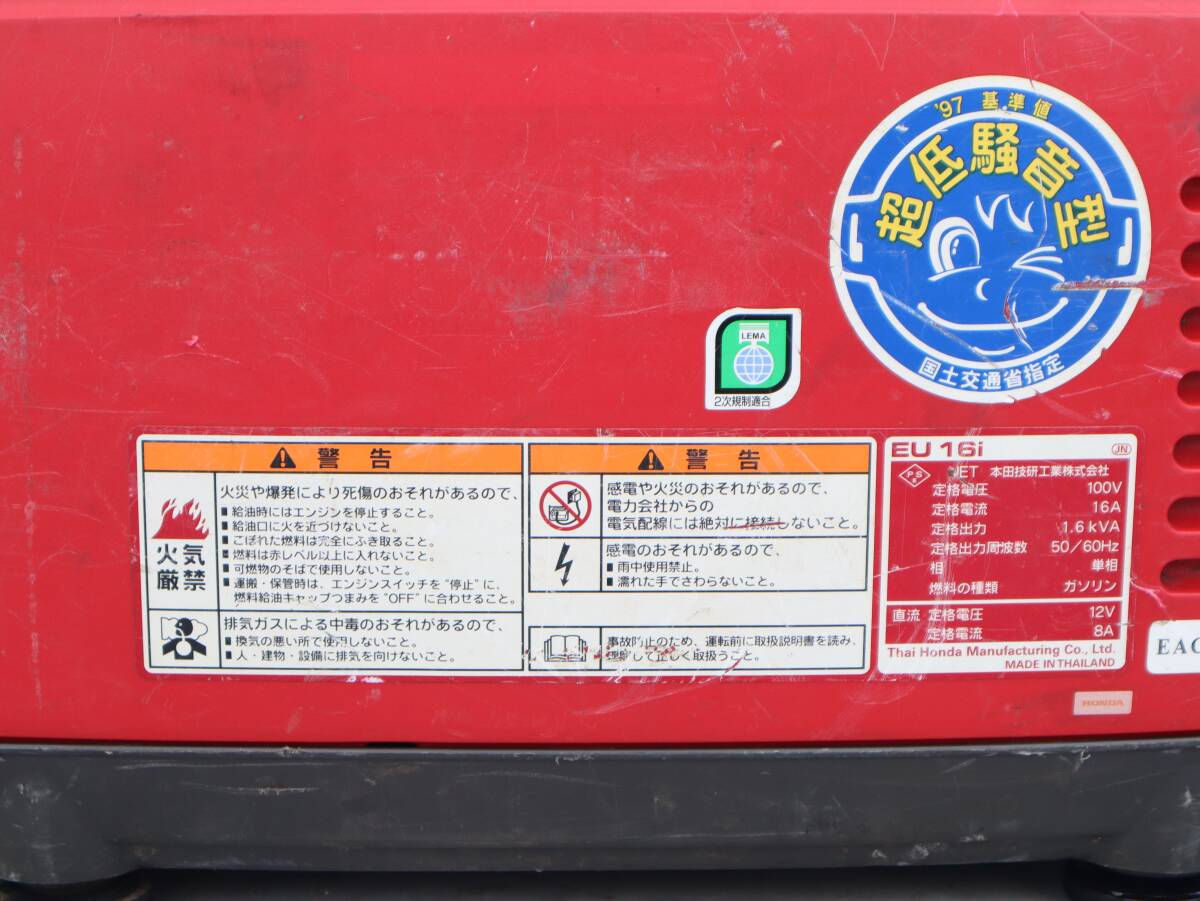 '97 基準値
超低騒音型
国土交通省指定
LEMA
2次規制適合
警告
火災や爆発により死傷のおそれがあるので、
■給油時にはエンジンを停止すること。
■給油口に火を近づけないこと。
■こぼれた燃料は完全にふき取ること。
■燃料は赤レベル以上に入れないこと。
■可燃物のそばで使用しないこと。
■運搬・保管時は、エンジンスイッチを“停止”に、
燃料給油キャップつまみを“OFF”に合わせること。
火気
厳禁
排気ガスによる中毒のおそれがあるので、
■換気の悪い所で使用しないこと。
■人・建物・設備に排気を向けないこと。
警告
感電や火災のおそれがあるので、
電力会社からの
電気配線には絶対に接続しないこと。
感電のおそれがあるので、
■雨中使用禁止。
■濡れた手でさわらないこと。
事故防止のため、運転前に取扱説明書を読み、
理解して正しく取扱うこと。
EU 16i JN
PSE JET 本田技研工業株式会社
定格電圧 100V
定格電流 16A
定格出力 1.6 kVA
定格出力周波数 50/60Hz
相 単相
燃料の種類 ガソリン
直流 定格電圧 12V
定格電流 8A
Thai Honda Manufacturing Co., Ltd.
MADE IN THAILAND
EAC
HONDA